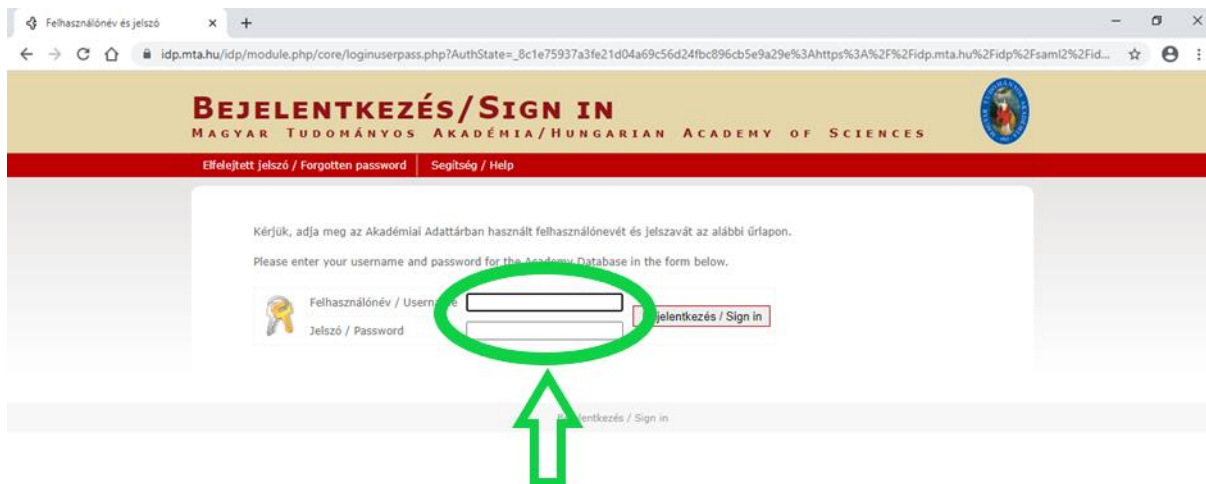 Felhasználónév és jelszó
idp.mta.hu/idp/module.php/core/loginuserpass.php?AuthState=_8c1e75937a3fe21d04a69c56d24fbc896cb5e9a29e%3Ahttps%3A%2F%2Fidp.mta.hu%2Fidp%2Fsaml2%2Fid...
BEJELENTKEZÉS/SIGN IN
MAGYAR TUDOMÁNYOS AKADÉMIA/HUNGARIAN ACADEMY OF SCIENCES
Elfelejtett jelszó / Forgotten password Segítség / Help
Kérjük, adja meg az Akadémiai Adattárban használt felhasználónevét és jelszavát az alábbi űrlapon.
Please enter your username and password for the Academy Database in the form below.
Felhasználónév / Username
Jelszó / Password
Bejelentkezés / Sign in
Bejelentkezés / Sign in